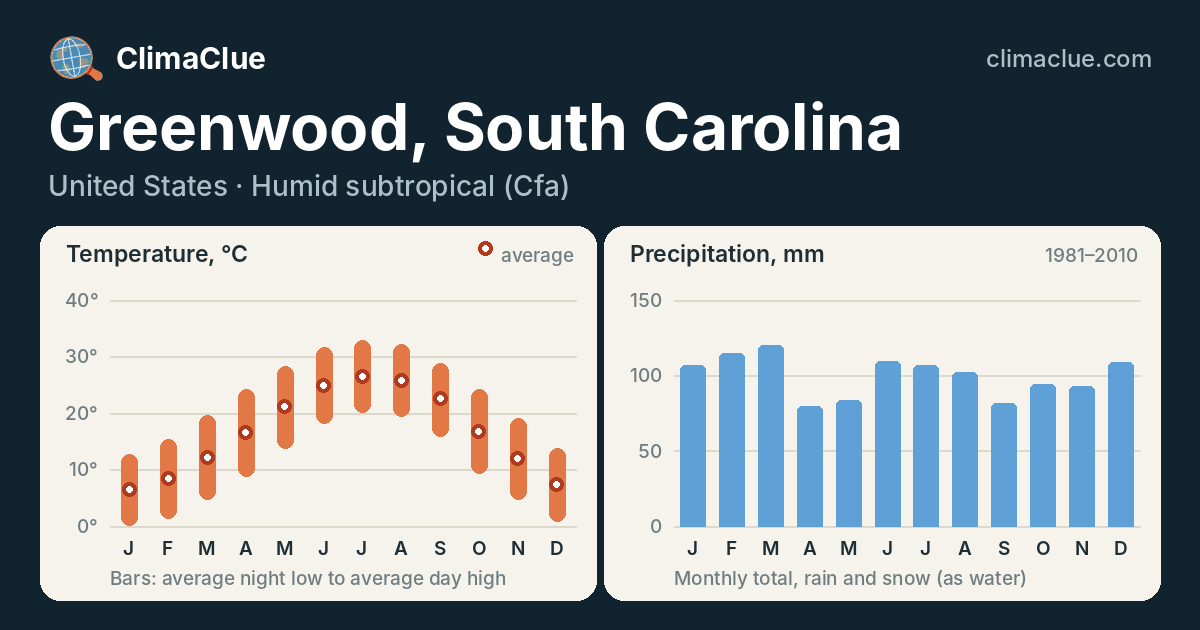 ClimaClue
climaclue.com
Greenwood, South Carolina
United States · Humid subtropical (Cfa)
Temperature, °C
average
40°
30°
20°
10°
0°
J F M A M J J A S O N D
Bars: average night low to average day high
Precipitation, mm
1981–2010
150
100
50
0
J F M A M J J A S O N D
Monthly total, rain and snow (as water)